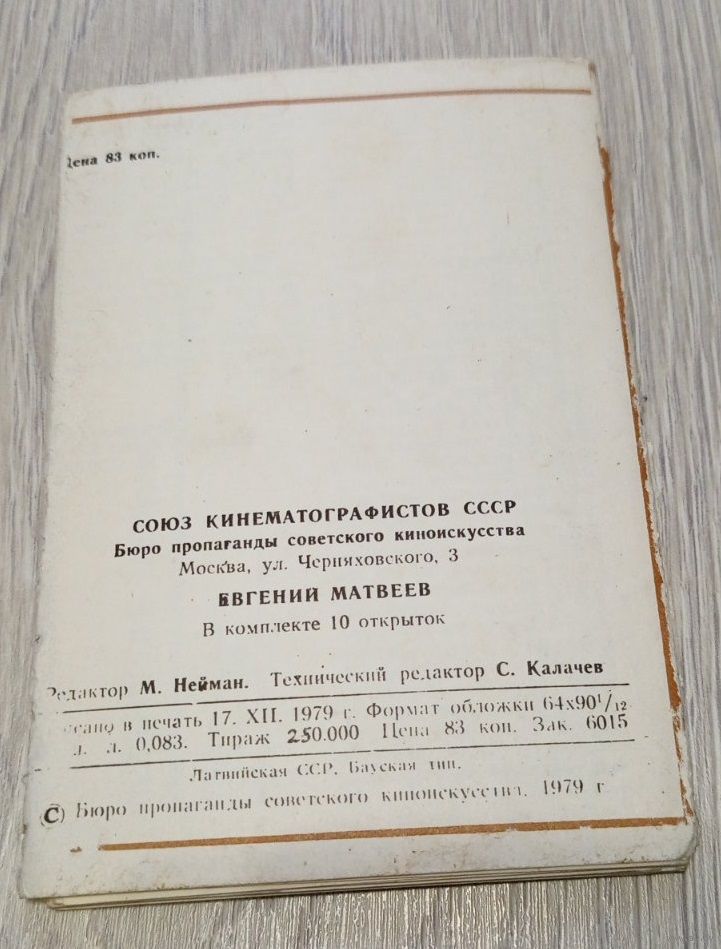 Цена 83 коп.
СОЮЗ КИНЕМАТОГРАФИСТОВ СССР
Бюро пропаганды советского киноискусства
Москва, ул. Черняховского, 3
ЕВГЕНИЙ МАТВЕЕВ
В комплекте 10 открыток
Редактор М. Нейман. Технический редактор С. Калачев
в печать 17. XII. 1979 г. Формат обложки 64х90¹/₁₂
л. 0,083. Тираж 250.000 Цена 83 коп. Зак. 6015
Латвийская ССР. Бауская тип.
© Бюро пропаганды советского киноискусства. 1979 г